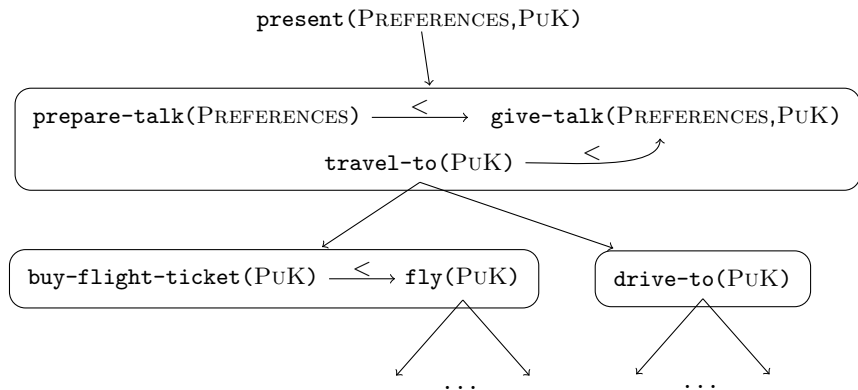 present(PREFERENCES,PUK)
prepare-talk(PREFERENCES) < give-talk(PREFERENCES,PUK)
travel-to(PUK) <
buy-flight-ticket(PUK) < fly(PUK) drive-to(PUK)
... ...